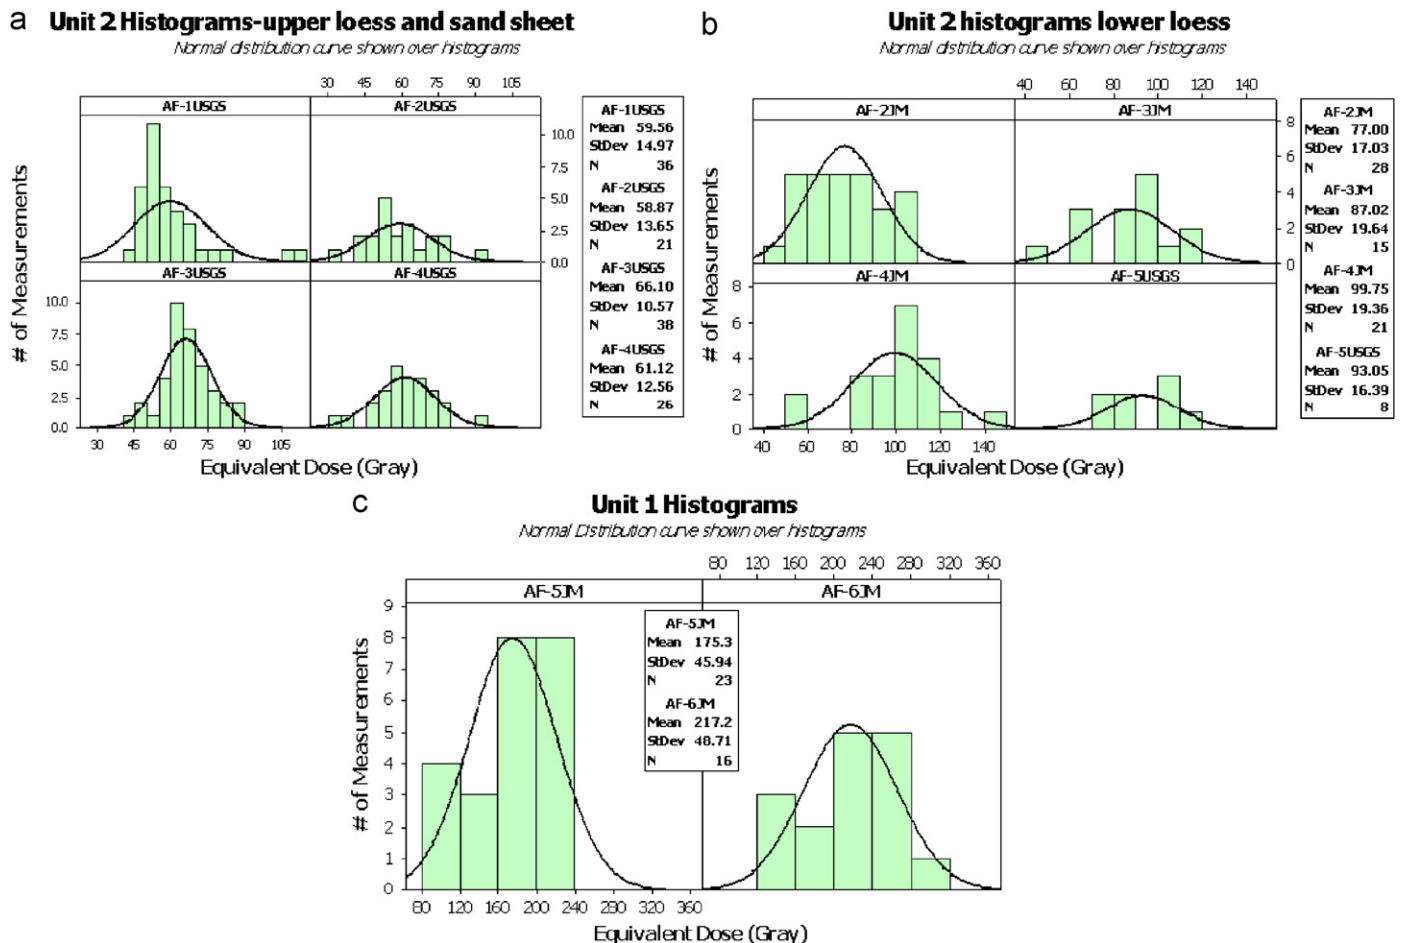 a Unit 2 Histograms-upper loess and sand sheet
Normal distribution curve shown over histograms
30 45 60 75 90 105
AF-1USGS AF-2USGS
10.0
7.5
5.0
2.5
0.0
AF-3USGS AF-4USGS
10.0
7.5
5.0
2.5
0.0
30 45 60 75 90 105
# of Measurements
Equivalent Dose (Gray)
AF-1USGS
Mean 59.56
StDev 14.97
N 36
AF-2USGS
Mean 58.87
StDev 13.65
N 21
AF-3USGS
Mean 66.10
StDev 10.57
N 38
AF-4USGS
Mean 61.12
StDev 12.56
N 26
b Unit 2 histograms lower loess
Normal distribution curve shown over histograms
40 60 80 100 120 140
AF-2JM AF-3JM
8
6
4
2
0
AF-4JM AF-5USGS
8
6
4
2
0
40 60 80 100 120 140
# of Measurements
Equivalent Dose (Gray)
AF-2JM
Mean 77.00
StDev 17.03
N 28
AF-3JM
Mean 87.02
StDev 19.64
N 15
AF-4JM
Mean 99.75
StDev 19.36
N 21
AF-5USGS
Mean 93.05
StDev 16.39
N 8
c Unit 1 Histograms
Normal Distribution curve shown over histograms
80 120 160 200 240 280 360
AF-5JM AF-6JM
9
8
7
6
5
4
3
2
1
0
80 120 160 200 240 280 320 360
# of Measurements
Equivalent Dose (Gray)
AF-5JM
Mean 175.3
StDev 45.94
N 23
AF-6JM
Mean 217.2
StDev 48.71
N 16